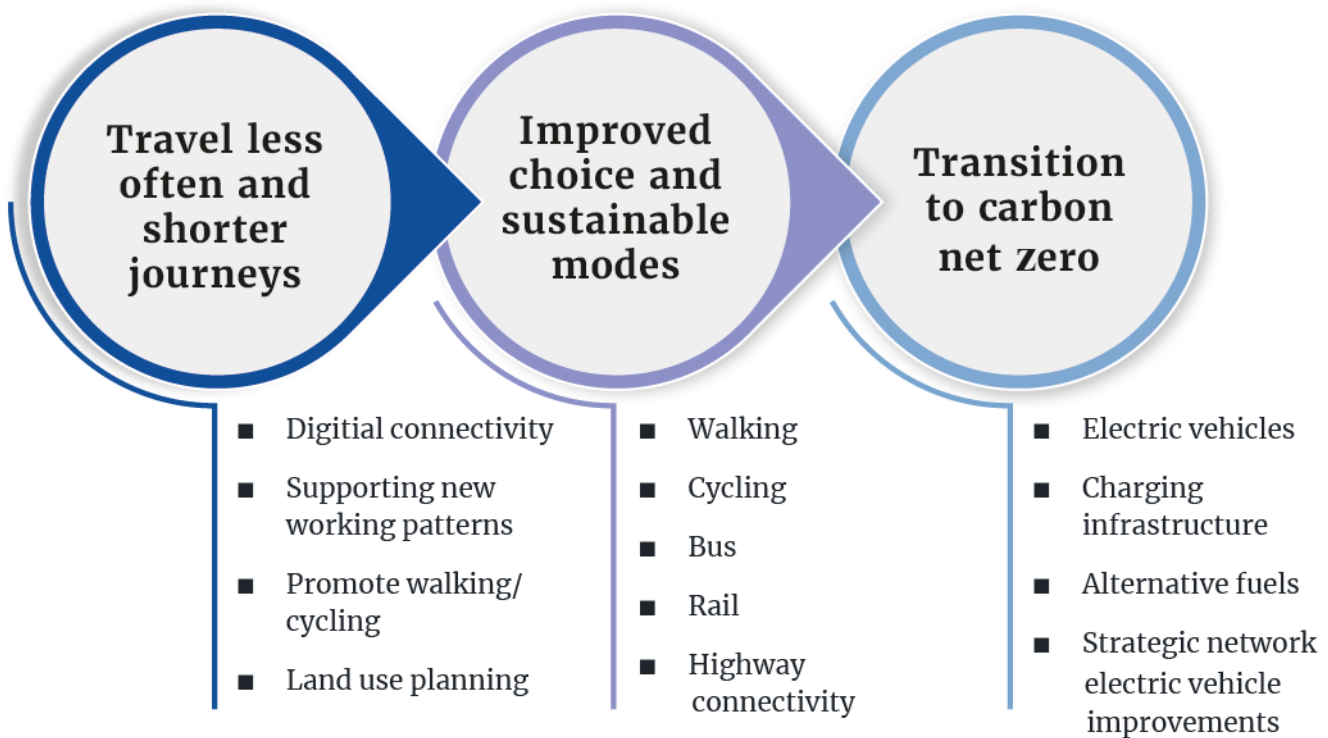 Travel less
often and
shorter
journeys
■ Digitial connectivity
■ Supporting new
working patterns
■ Promote walking/
cycling
■ Land use planning
Improved
choice and
sustainable
modes
■ Walking
■ Cycling
■ Bus
■ Rail
■ Highway
connectivity
Transition
to carbon
net zero
■ Electric vehicles
■ Charging
infrastructure
■ Alternative fuels
■ Strategic network
electric vehicle
improvements